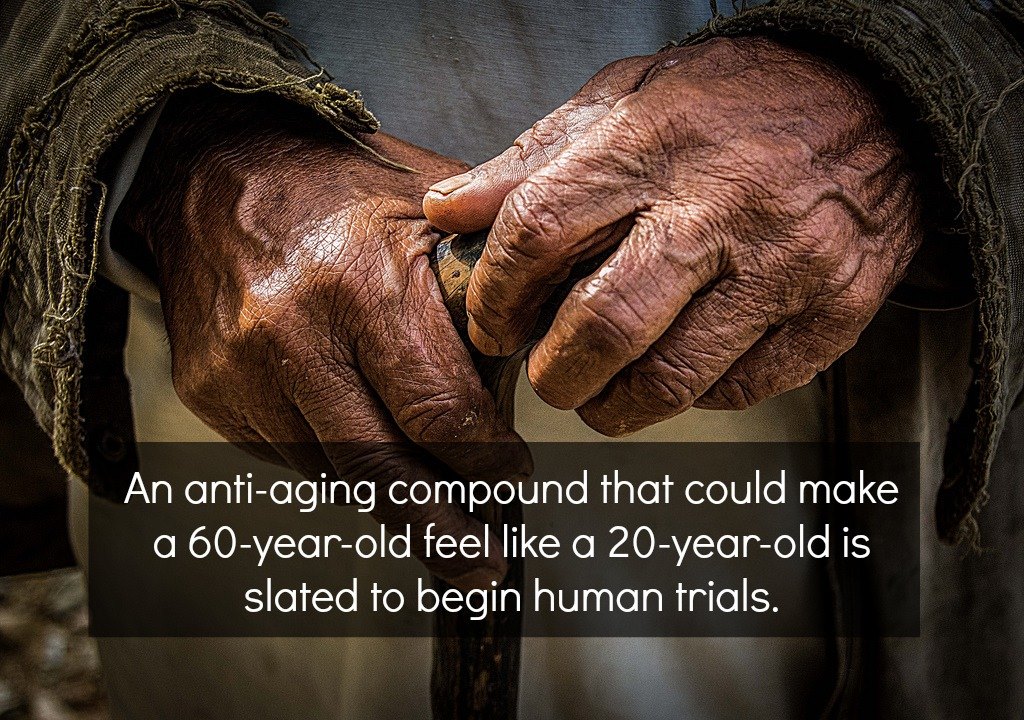 An anti-aging compound that could make
a 60-year-old feel like a 20-year-old is
slated to begin human trials.